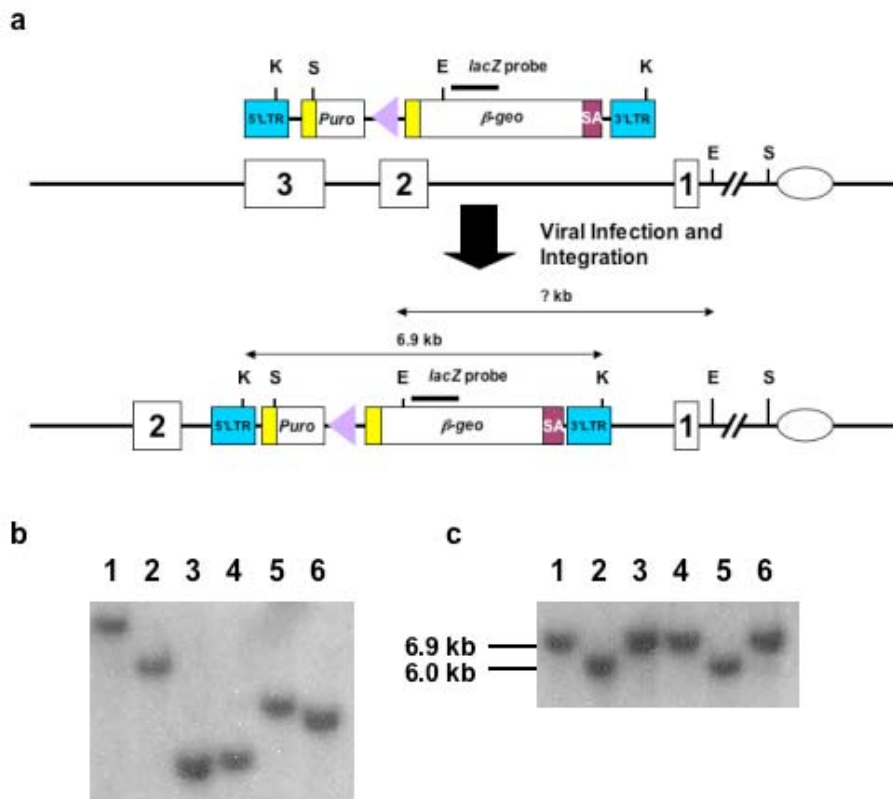 a
K S E lacZ probe K
5'LTR Puro β-geo SA 3'LTR
3 2 1 E S
Viral Infection and
Integration
? kb
6.9 kb
K S E lacZ probe K E S
2 5'LTR Puro β-geo SA 3'LTR 1
b c
1 2 3 4 5 6 1 2 3 4 5 6
6.9 kb
6.0 kb